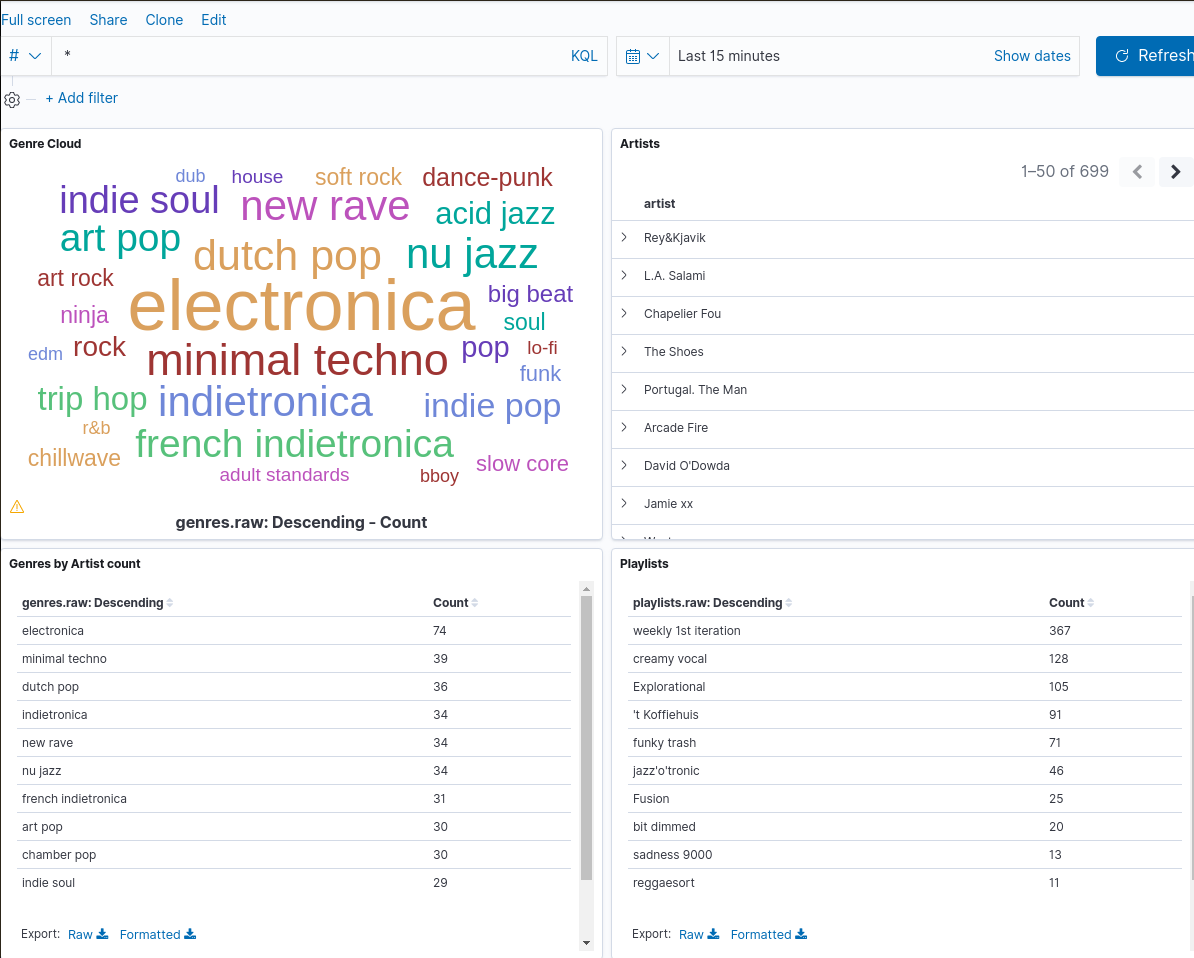 Full screen Share Clone Edit
# * KQL Last 15 minutes Show dates Refresh
+ Add filter
Genre Cloud
dub house soft rock dance-punk
indie soul new rave acid jazz
art pop dutch pop nu jazz
art rock electronica big beat
ninja soul
edm rock minimal techno pop lo-fi
funk
trip hop indietronica indie pop
r&b
chillwave french indietronica slow core
adult standards bboy
genres.raw: Descending - Count
Artists
1–50 of 699
artist
Rey&Kjavik
L.A. Salami
Chapelier Fou
The Shoes
Portugal. The Man
Arcade Fire
David O'Dowda
Jamie xx
Genres by Artist count
genres.raw: Descending Count
electronica 74
minimal techno 39
dutch pop 36
indietronica 34
new rave 34
nu jazz 34
french indietronica 31
art pop 30
chamber pop 30
indie soul 29
Export: Raw Formatted
Playlists
playlists.raw: Descending Count
weekly 1st iteration 367
creamy vocal 128
Explorational 105
't Koffiehuis 91
funky trash 71
jazz'o'tronic 46
Fusion 25
bit dimmed 20
sadness 9000 13
reggaesort 11
Export: Raw Formatted